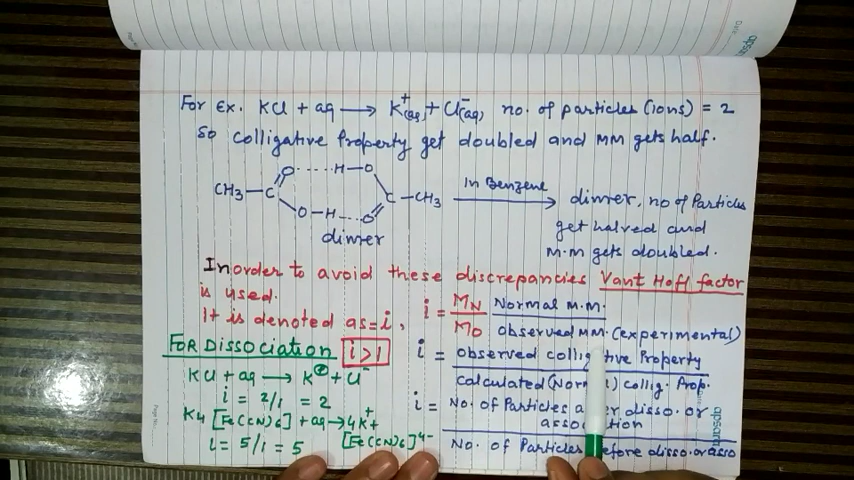 For Ex. KCl + aq → K⁺(aq) + Cl⁻(aq) no. of particles (ions) = 2
So colligative Property get doubled and MM gets half.
O H—O
CH3—C C—CH3 In Benzene → dimer, no of Particles
O—H O get halved and
dimer M.M gets doubled.
Inorder to avoid these discrepancies Vant Hoff factor
is used.
It is denoted as = i,
i = MN/MO Normal M.M. / observed MM. (experimental)
FOR DISSOCIATION i>1
i = observed colligative Property / Calculated (Normal) collig. Prop.
KCl + aq → K⊕ + Cl⁻
i = 2/1 = 2
i = No. of Particles after disso. or association / No. of Particles before disso. or asso
K4 [Fe(CN)6] + aq → 4K⁺ +
i = 5/1 = 5 [Fe(CN)6]⁴⁻
Date
apsara
Page No.
apsara